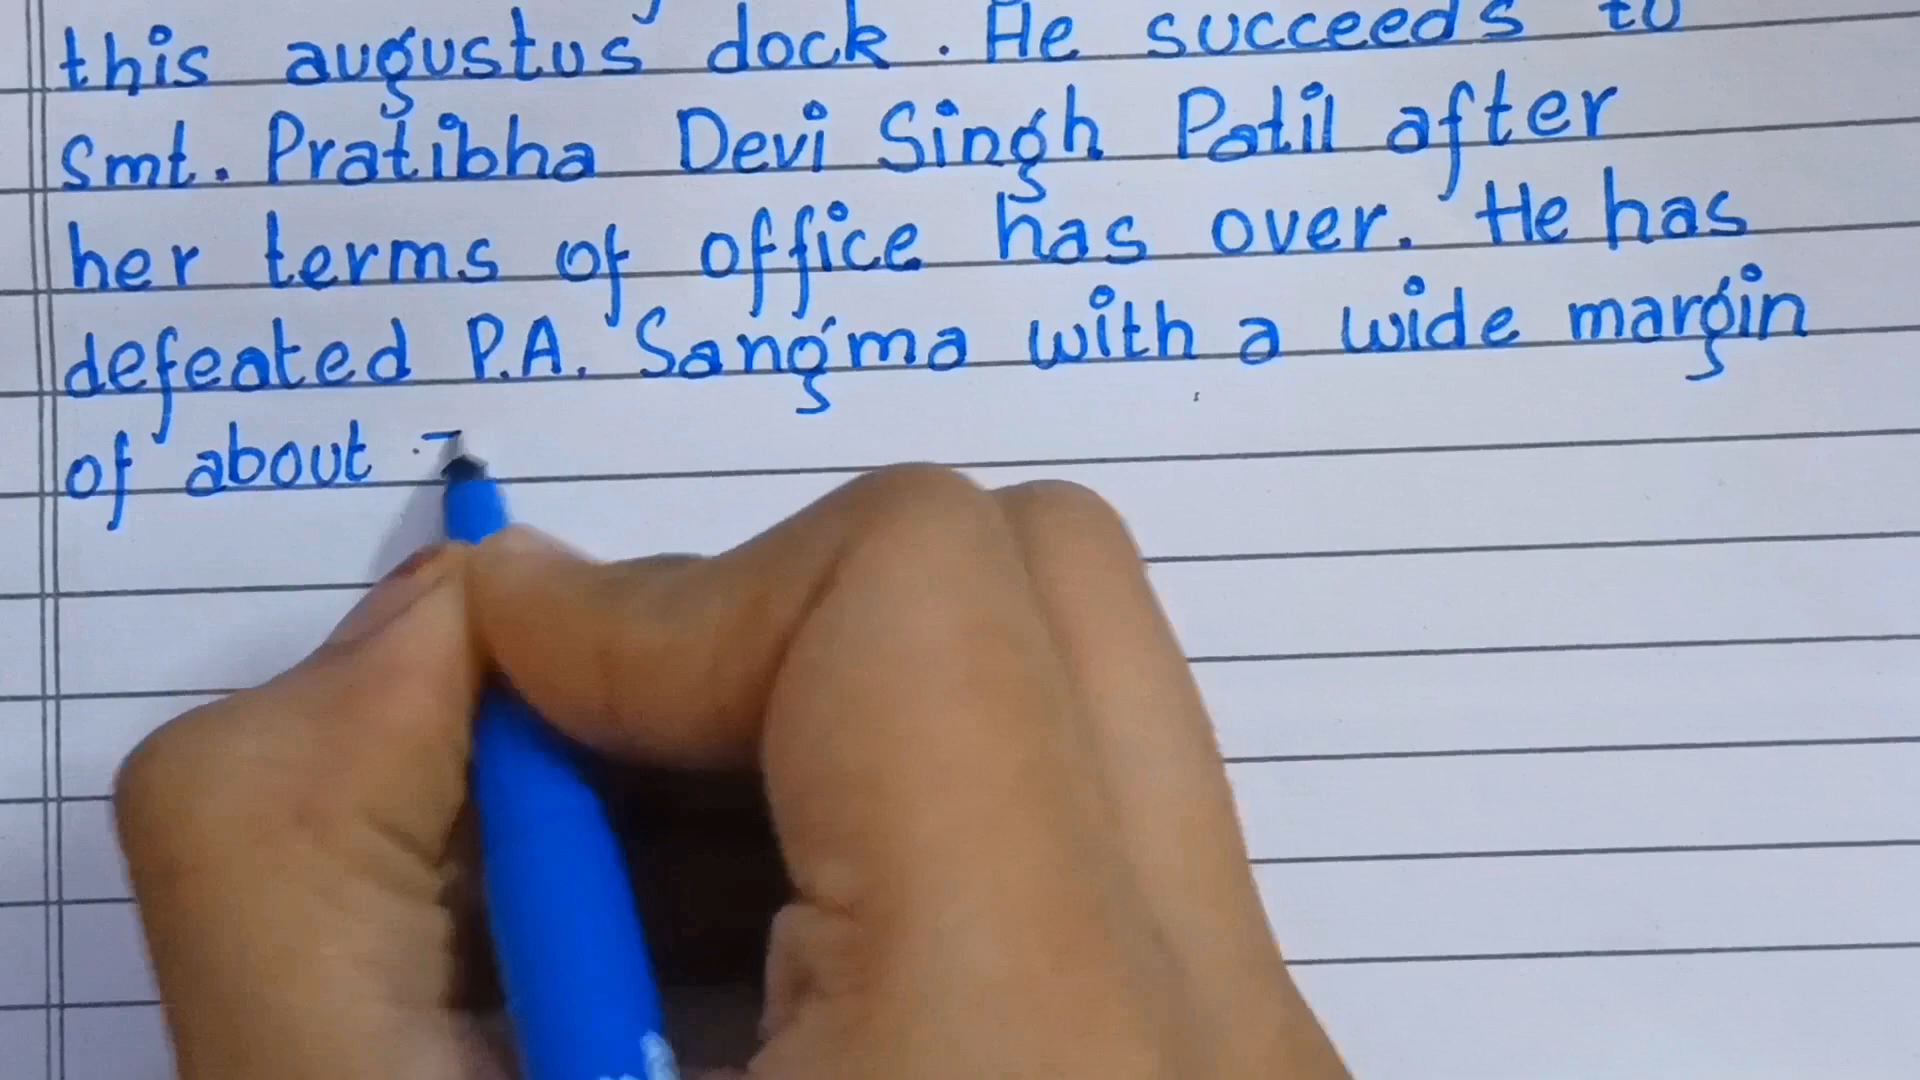 this augustus dock. He succeeds to
Smt. Pratibha Devi Singh Patil after
her terms of office has over. He has
defeated P.A. Sangma with a wide margin
of about